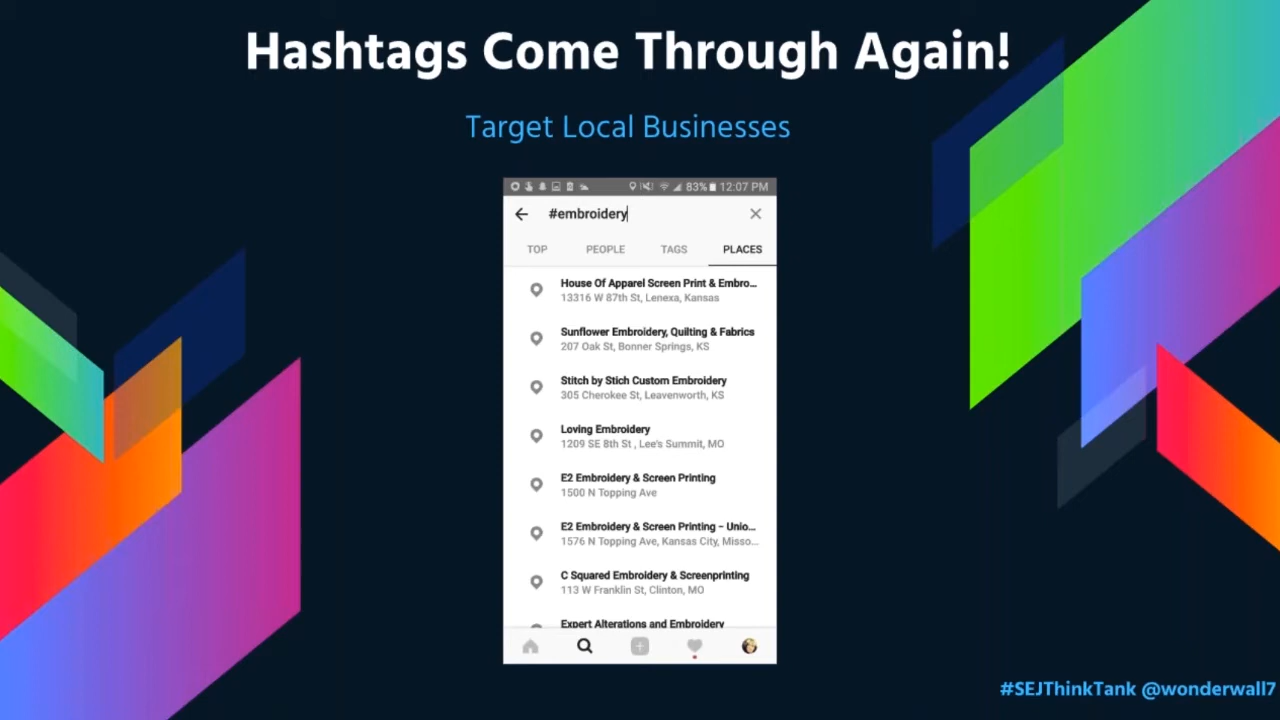 Hashtags Come Through Again!
Target Local Businesses
83% 12:07 PM
#embroidery
TOP PEOPLE TAGS PLACES
House Of Apparel Screen Print & Embro...
13316 W 87th St, Lenexa, Kansas
Sunflower Embroidery, Quilting & Fabrics
207 Oak St, Bonner Springs, KS
Stitch by Stich Custom Embroidery
305 Cherokee St, Leavenworth, KS
Loving Embroidery
1209 SE 8th St , Lee's Summit, MO
E2 Embroidery & Screen Printing
1500 N Topping Ave
E2 Embroidery & Screen Printing - Unio...
1576 N Topping Ave, Kansas City, Misso...
C Squared Embroidery & Screenprinting
113 W Franklin St, Clinton, MO
Expert Alterations and Embroidery
#SEJThinkTank @wonderwall7